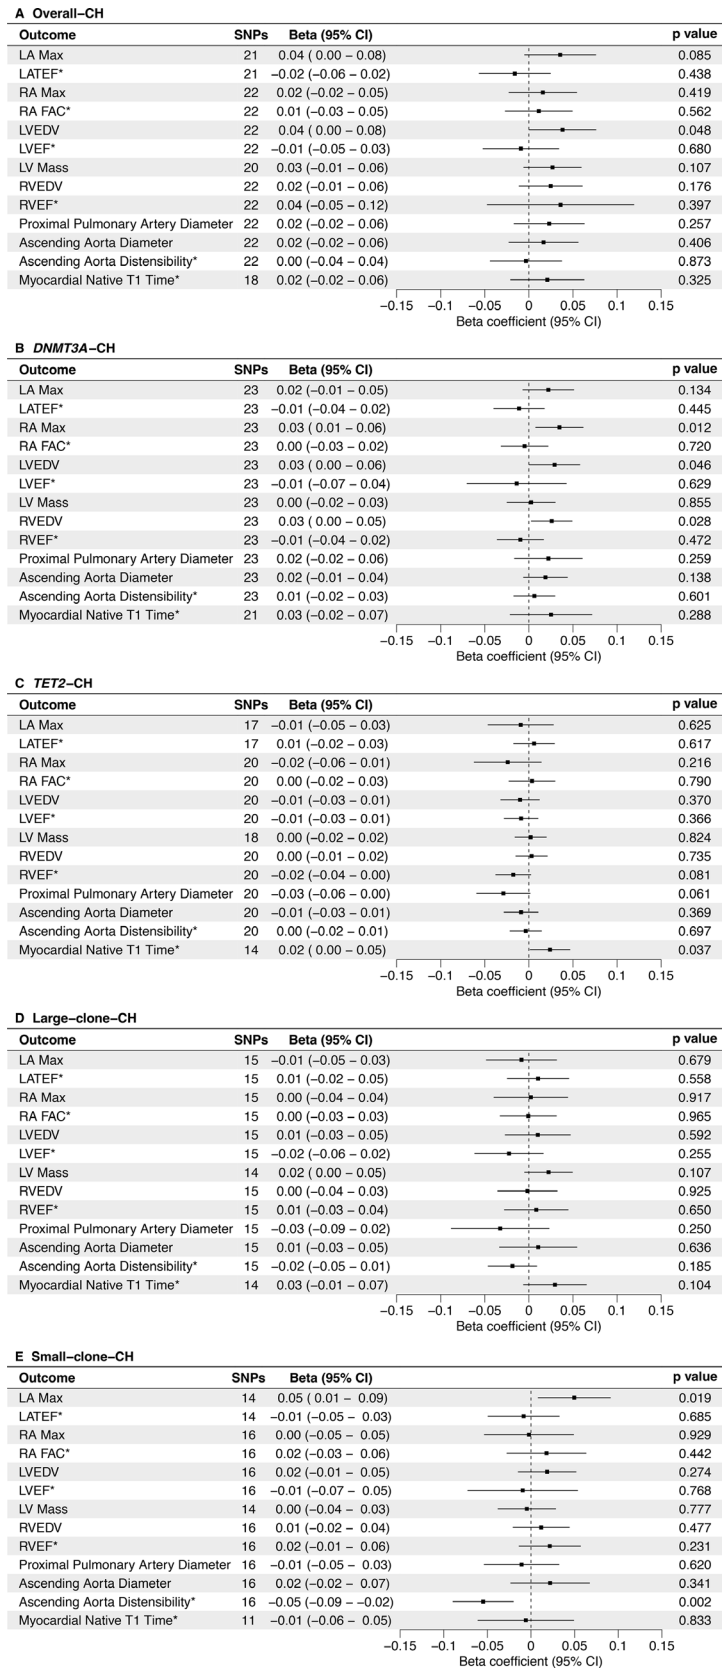 A Overall–CH
Outcome SNPs Beta (95% CI) p value
LA Max 21 0.04 ( 0.00 – 0.08) 0.085
LATEF* 21 −0.02 (−0.06 – 0.02) 0.438
RA Max 22 0.02 (−0.02 – 0.05) 0.419
RA FAC* 22 0.01 (−0.03 – 0.05) 0.562
LVEDV 22 0.04 ( 0.00 – 0.08) 0.048
LVEF* 22 −0.01 (−0.05 – 0.03) 0.680
LV Mass 20 0.03 (−0.01 – 0.06) 0.107
RVEDV 22 0.02 (−0.01 – 0.06) 0.176
RVEF* 22 0.04 (−0.05 – 0.12) 0.397
Proximal Pulmonary Artery Diameter 22 0.02 (−0.02 – 0.06) 0.257
Ascending Aorta Diameter 22 0.02 (−0.02 – 0.06) 0.406
Ascending Aorta Distensibility* 22 0.00 (−0.04 – 0.04) 0.873
Myocardial Native T1 Time* 18 0.02 (−0.02 – 0.06) 0.325
−0.15 −0.1 −0.05 0 0.05 0.1 0.15
Beta coefficient (95% CI)
B DNMT3A–CH
Outcome SNPs Beta (95% CI) p value
LA Max 23 0.02 (−0.01 – 0.05) 0.134
LATEF* 23 −0.01 (−0.04 – 0.02) 0.445
RA Max 23 0.03 ( 0.01 – 0.06) 0.012
RA FAC* 23 0.00 (−0.03 – 0.02) 0.720
LVEDV 23 0.03 ( 0.00 – 0.06) 0.046
LVEF* 23 −0.01 (−0.07 – 0.04) 0.629
LV Mass 23 0.00 (−0.02 – 0.03) 0.855
RVEDV 23 0.03 ( 0.00 – 0.05) 0.028
RVEF* 23 −0.01 (−0.04 – 0.02) 0.472
Proximal Pulmonary Artery Diameter 23 0.02 (−0.02 – 0.06) 0.259
Ascending Aorta Diameter 23 0.02 (−0.01 – 0.04) 0.138
Ascending Aorta Distensibility* 23 0.01 (−0.02 – 0.03) 0.601
Myocardial Native T1 Time* 21 0.03 (−0.02 – 0.07) 0.288
−0.15 −0.1 −0.05 0 0.05 0.1 0.15
Beta coefficient (95% CI)
C TET2–CH
Outcome SNPs Beta (95% CI) p value
LA Max 17 −0.01 (−0.05 – 0.03) 0.625
LATEF* 17 0.01 (−0.02 – 0.03) 0.617
RA Max 20 −0.02 (−0.06 – 0.01) 0.216
RA FAC* 20 0.00 (−0.02 – 0.03) 0.790
LVEDV 20 −0.01 (−0.03 – 0.01) 0.370
LVEF* 20 −0.01 (−0.03 – 0.01) 0.366
LV Mass 18 0.00 (−0.02 – 0.02) 0.824
RVEDV 20 0.00 (−0.01 – 0.02) 0.735
RVEF* 20 −0.02 (−0.04 – 0.00) 0.081
Proximal Pulmonary Artery Diameter 20 −0.03 (−0.06 – 0.00) 0.061
Ascending Aorta Diameter 20 −0.01 (−0.03 – 0.01) 0.369
Ascending Aorta Distensibility* 20 0.00 (−0.02 – 0.01) 0.697
Myocardial Native T1 Time* 14 0.02 ( 0.00 – 0.05) 0.037
−0.15 −0.1 −0.05 0 0.05 0.1 0.15
Beta coefficient (95% CI)
D Large–clone–CH
Outcome SNPs Beta (95% CI) p value
LA Max 15 −0.01 (−0.05 – 0.03) 0.679
LATEF* 15 0.01 (−0.02 – 0.05) 0.558
RA Max 15 0.00 (−0.04 – 0.04) 0.917
RA FAC* 15 0.00 (−0.03 – 0.03) 0.965
LVEDV 15 0.01 (−0.03 – 0.05) 0.592
LVEF* 15 −0.02 (−0.06 – 0.02) 0.255
LV Mass 14 0.02 ( 0.00 – 0.05) 0.107
RVEDV 15 0.00 (−0.04 – 0.03) 0.925
RVEF* 15 0.01 (−0.03 – 0.04) 0.650
Proximal Pulmonary Artery Diameter 15 −0.03 (−0.09 – 0.02) 0.250
Ascending Aorta Diameter 15 0.01 (−0.03 – 0.05) 0.636
Ascending Aorta Distensibility* 15 −0.02 (−0.05 – 0.01) 0.185
Myocardial Native T1 Time* 14 0.03 (−0.01 – 0.07) 0.104
−0.15 −0.1 −0.05 0 0.05 0.1 0.15
Beta coefficient (95% CI)
E Small–clone–CH
Outcome SNPs Beta (95% CI) p value
LA Max 14 0.05 ( 0.01 – 0.09) 0.019
LATEF* 14 −0.01 (−0.05 – 0.03) 0.685
RA Max 16 0.00 (−0.05 – 0.05) 0.929
RA FAC* 16 0.02 (−0.03 – 0.06) 0.442
LVEDV 16 0.02 (−0.01 – 0.05) 0.274
LVEF* 16 −0.01 (−0.07 – 0.05) 0.768
LV Mass 14 0.00 (−0.04 – 0.03) 0.777
RVEDV 16 0.01 (−0.02 – 0.04) 0.477
RVEF* 16 0.02 (−0.01 – 0.06) 0.231
Proximal Pulmonary Artery Diameter 16 −0.01 (−0.05 – 0.03) 0.620
Ascending Aorta Diameter 16 0.02 (−0.02 – 0.07) 0.341
Ascending Aorta Distensibility* 16 −0.05 (−0.09 – −0.02) 0.002
Myocardial Native T1 Time* 11 −0.01 (−0.06 – 0.05) 0.833
−0.15 −0.1 −0.05 0 0.05 0.1 0.15
Beta coefficient (95% CI)